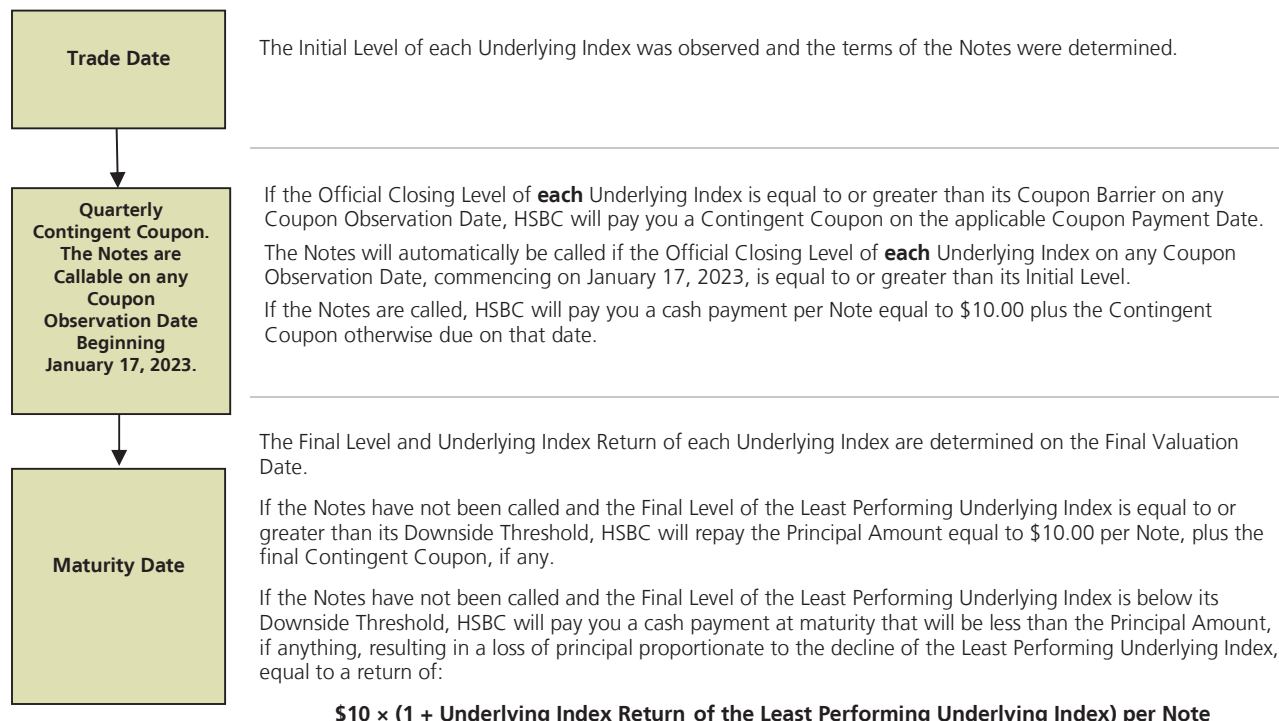 Trade Date
The Initial Level of each Underlying Index was observed and the terms of the Notes were determined.
Quarterly
Contingent Coupon.
The Notes are
Callable on any
Coupon
Observation Date
Beginning
January 17, 2023.
If the Official Closing Level of each Underlying Index is equal to or greater than its Coupon Barrier on any
Coupon Observation Date, HSBC will pay you a Contingent Coupon on the applicable Coupon Payment Date.
The Notes will automatically be called if the Official Closing Level of each Underlying Index on any Coupon
Observation Date, commencing on January 17, 2023, is equal to or greater than its Initial Level.
If the Notes are called, HSBC will pay you a cash payment per Note equal to $10.00 plus the Contingent
Coupon otherwise due on that date.
Maturity Date
The Final Level and Underlying Index Return of each Underlying Index are determined on the Final Valuation
Date.
If the Notes have not been called and the Final Level of the Least Performing Underlying Index is equal to or
greater than its Downside Threshold, HSBC will repay the Principal Amount equal to $10.00 per Note, plus the
final Contingent Coupon, if any.
If the Notes have not been called and the Final Level of the Least Performing Underlying Index is below its
Downside Threshold, HSBC will pay you a cash payment at maturity that will be less than the Principal Amount,
if anything, resulting in a loss of principal proportionate to the decline of the Least Performing Underlying Index,
equal to a return of:
$10 × (1 + Underlying Index Return of the Least Performing Underlying Index) per Note